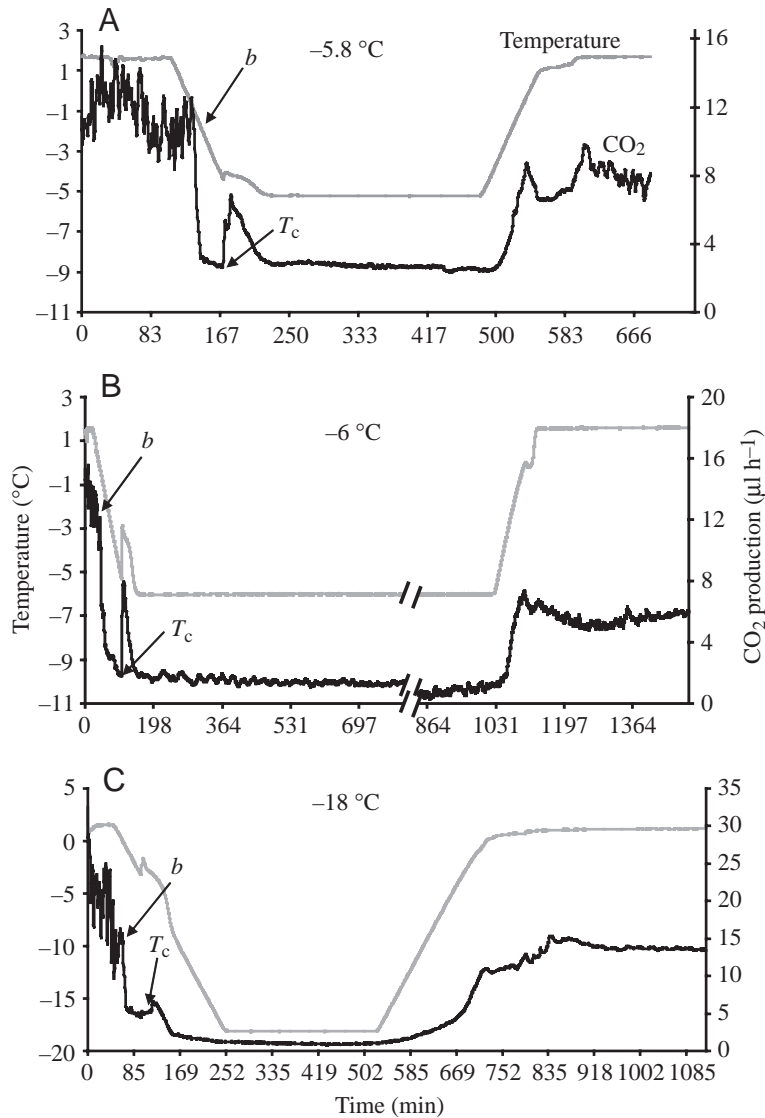 A
3
1
–1
–3
–5
–7
–9
–11
–5.8 °C
Temperature
b
CO2
Tc
16
12
8
4
0
0 83 167 250 333 417 500 583 666
B
3
1
–1
–3
–5
–7
–9
–11
–6 °C
b
Tc
20
16
12
8
4
0
0 198 364 531 697 864 1031 1197 1364
Temperature (°C)
CO2 production (µl h–1)
C
5
0
–5
–10
–15
–20
–18 °C
b
Tc
35
30
25
20
15
10
5
0
0 85 169 252 335 419 502 585 669 752 835 918 1002 1085
Time (min)